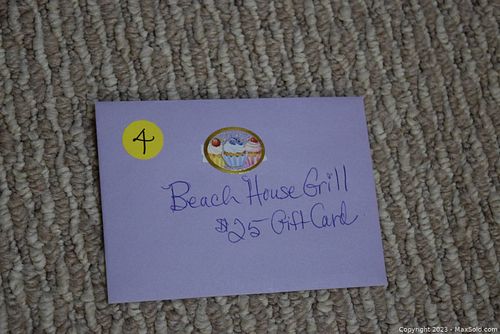 4
Beach House Grill
$25 Gift Card
Copyright 2023 - MaxSold.com